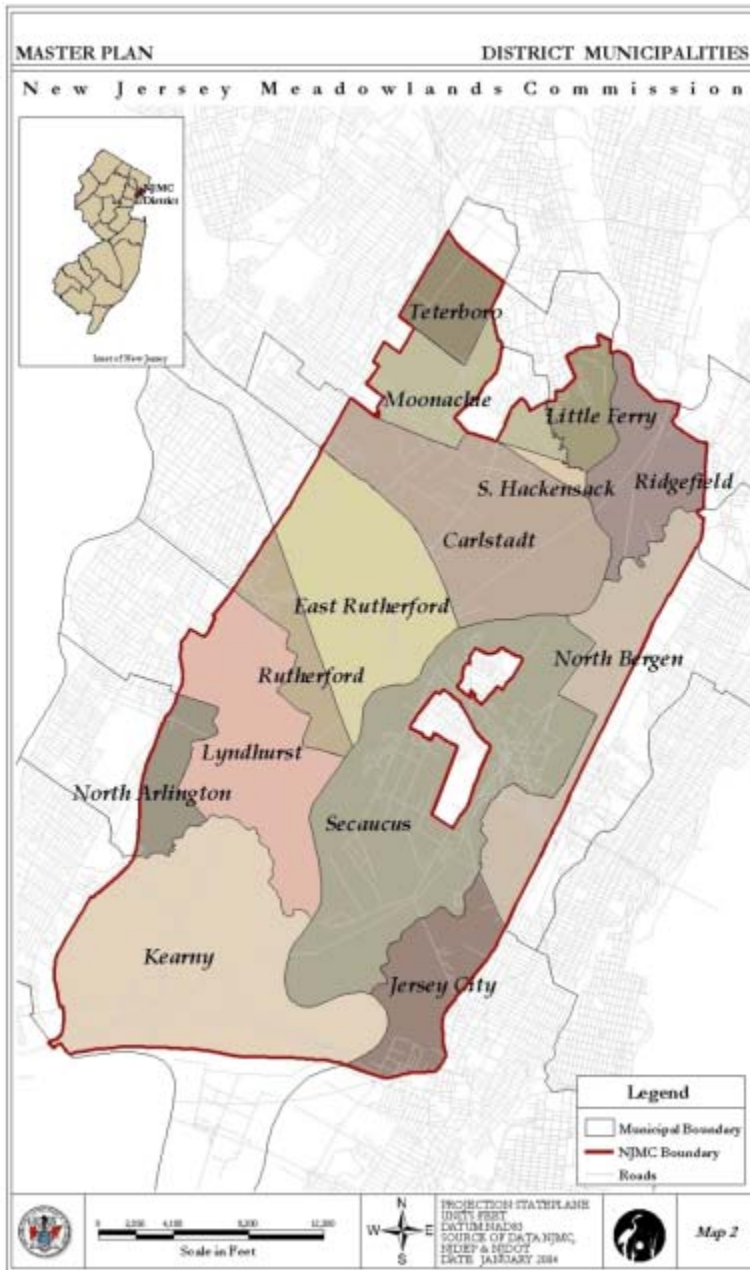 MASTER PLAN DISTRICT MUNICIPALITIES
New Jersey Meadowlands Commission
NJMC
District
Inset of New Jersey
Teterboro
Moonachie
Little Ferry
S. Hackensack
Ridgefield
Carlstadt
East Rutherford
North Bergen
Rutherford
Lyndhurst
North Arlington
Secaucus
Kearny
Jersey City
Legend
Municipal Boundary
NJMC Boundary
Roads
0
Scale in Feet
N
W E
S
PROJECTION STATEPLANE
UNITS FEET
DATUM NAD83
SOURCE OF DATA NJMC,
NJDEP & NJDOT
DATE JANUARY 2004
Map 2